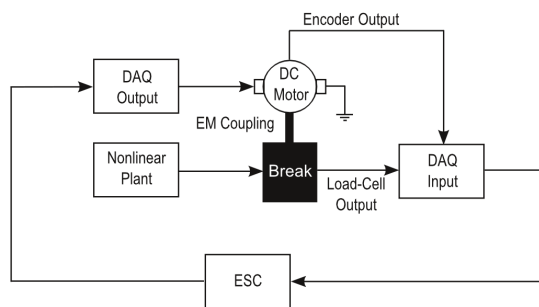 Encoder Output
DAQ
Output
DC
Motor
EM Coupling
Nonlinear
Plant
Break
Load-Cell
Output
DAQ
Input
ESC